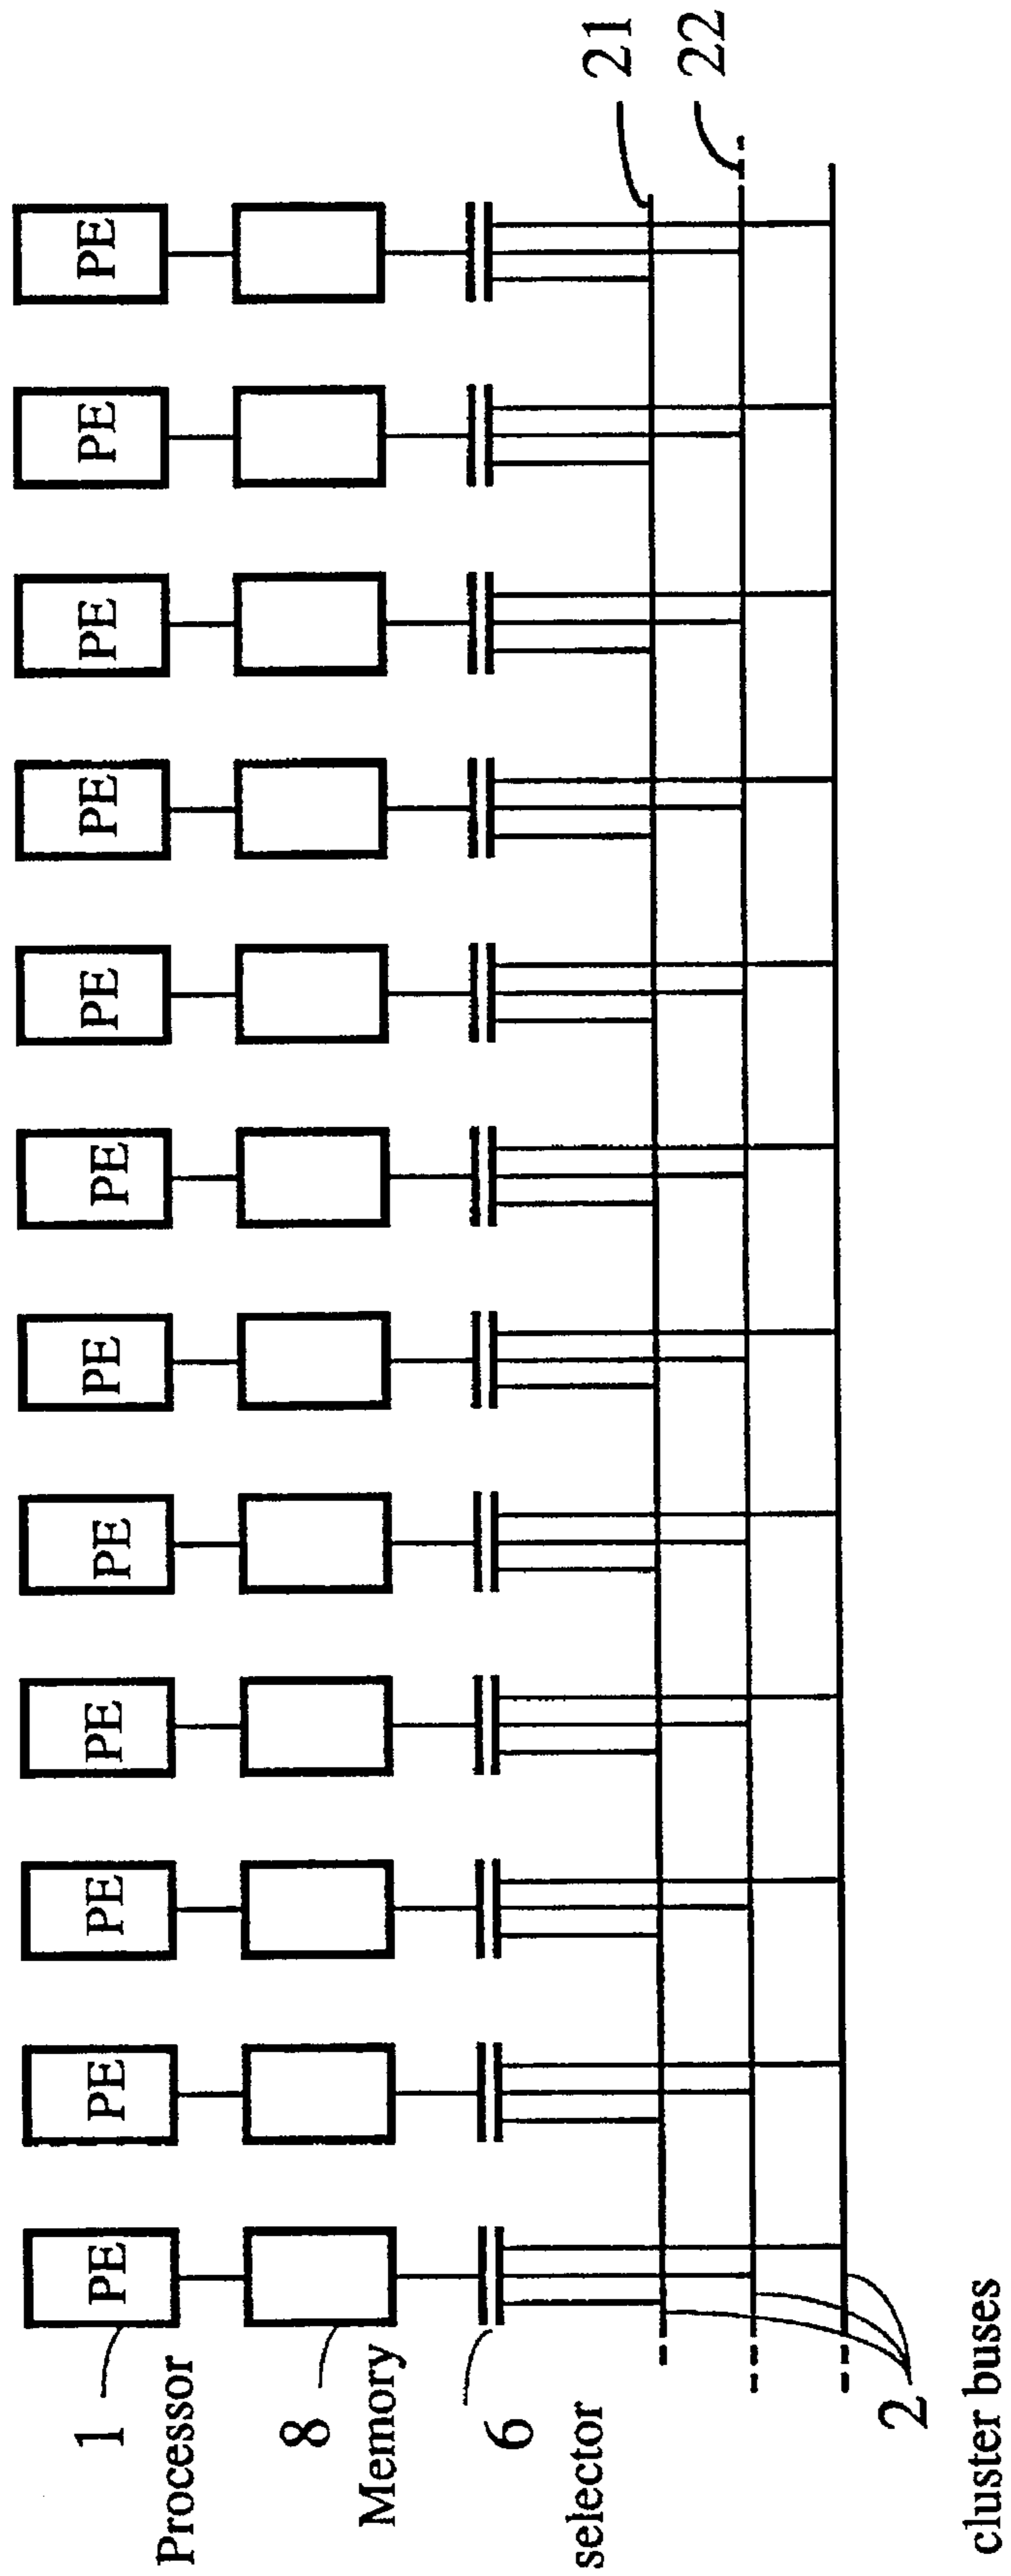 1 PE PE PE PE PE PE PE PE PE PE PE PE
Processor
8
Memory
6
selector
21
22
2
cluster buses